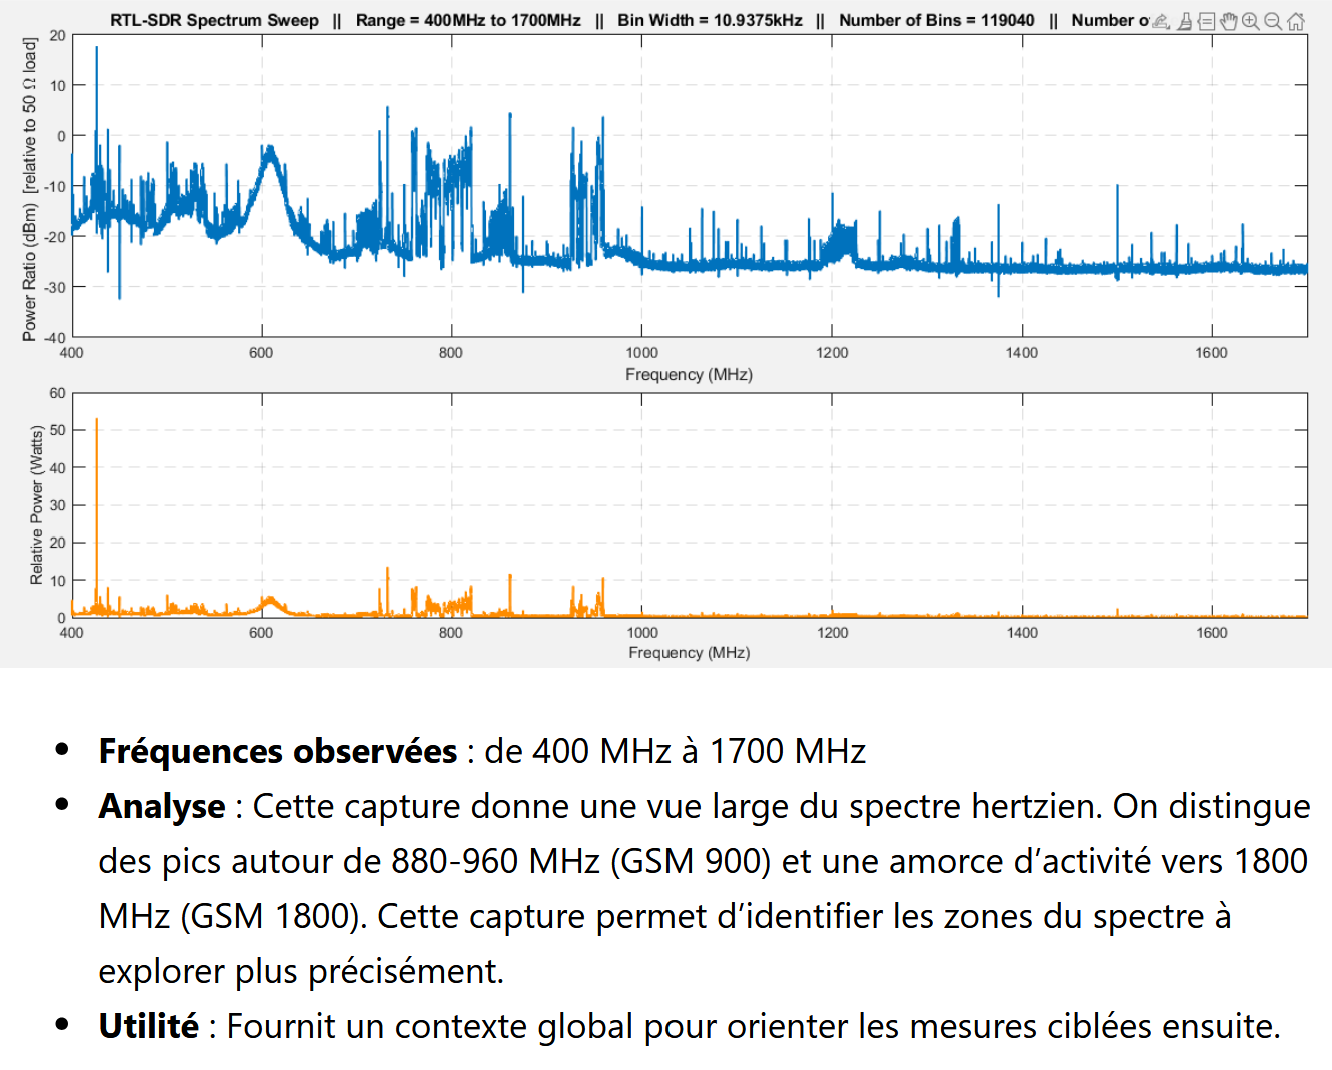 RTL-SDR Spectrum Sweep || Range = 400MHz to 1700MHz || Bin Width = 10.9375kHz || Number of Bins = 119040 || Number
Power Ratio (dBm) [relative to 50 Ω load]
20
10
0
-10
-20
-30
-40
400 600 800 1000 1200 1400 1600
Frequency (MHz)
Relative Power (Watts)
60
50
40
30
20
10
0
400 600 800 1000 1200 1400 1600
Frequency (MHz)
• Fréquences observées : de 400 MHz à 1700 MHz
• Analyse : Cette capture donne une vue large du spectre hertzien. On distingue
des pics autour de 880-960 MHz (GSM 900) et une amorce d’activité vers 1800
MHz (GSM 1800). Cette capture permet d’identifier les zones du spectre à
explorer plus précisément.
• Utilité : Fournit un contexte global pour orienter les mesures ciblées ensuite.